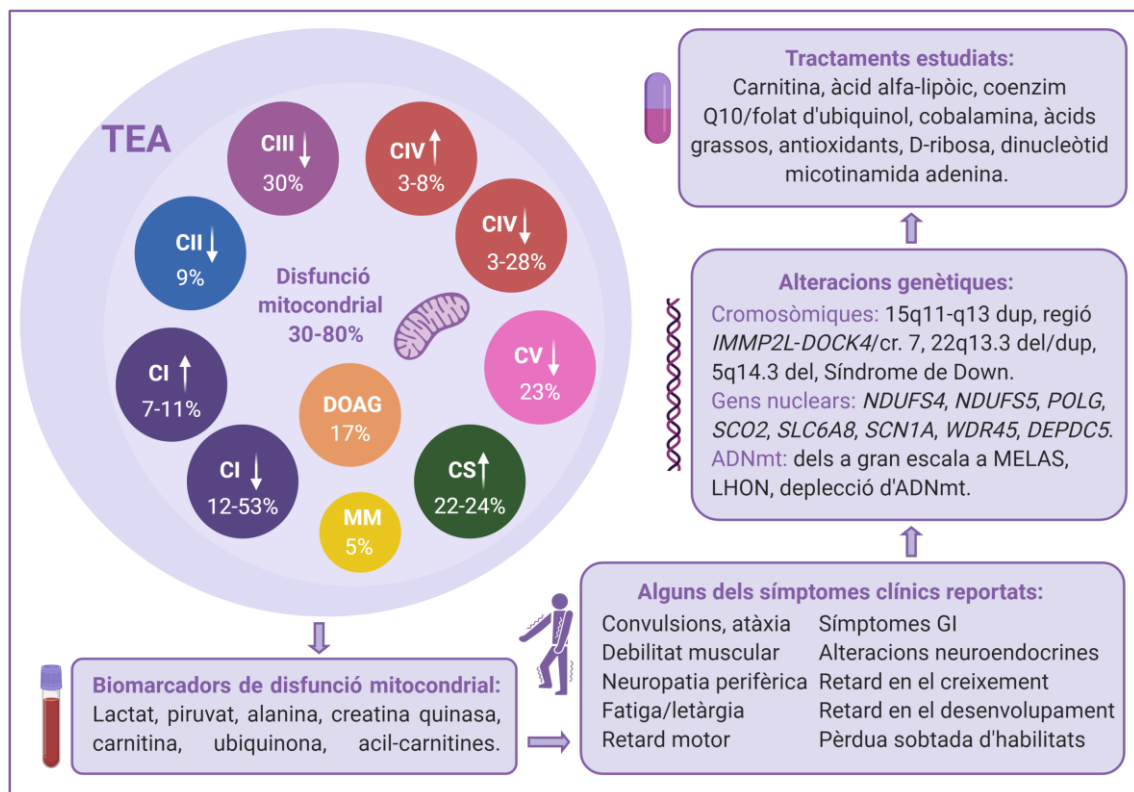 TEA
CIII
30%
CIV
3-8%
CIV
3-28%
CII
9%
Disfunció
mitocondrial
30-80%
CV
23%
CI
7-11%
DOAG
17%
CI
12-53%
CS
22-24%
MM
5%
Biomarcadors de disfunció mitocondrial:
Lactat, piruvat, alanina, creatina quinasa,
carnitina, ubiquinona, acil-carnitines.
Alguns dels símptomes clínics reportats:
Convulsions, atàxia
Debilitat muscular
Neuropatia perifèrica
Fatiga/letàrgia
Retard motor
Símptomes GI
Alteracions neuroendocrines
Retard en el creixement
Retard en el desenvolupament
Pèrdua sobtada d'habilitats
Alteracions genètiques:
Cromosòmiques: 15q11-q13 dup, regió
IMMP2L-DOCK4/cr. 7, 22q13.3 del/dup,
5q14.3 del, Síndrome de Down.
Gens nuclears: NDUFS4, NDUFS5, POLG,
SCO2, SLC6A8, SCN1A, WDR45, DEPDC5.
ADNmt: dels a gran escala a MELAS,
LHON, deplecció d'ADNmt.
Tractaments estudiats:
Carnitina, àcid alfa-lipòic, coenzim
Q10/folat d'ubiquinol, cobalamina, àcids
grassos, antioxidants, D-ribosa, dinucleòtid
micotinamida adenina.